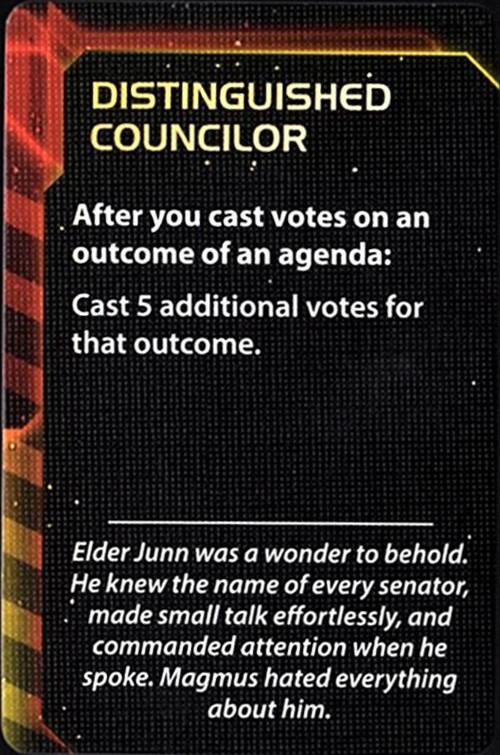 DISTINGUISHED
COUNCILOR
After you cast votes on an
outcome of an agenda:
Cast 5 additional votes for
that outcome.
Elder Junn was a wonder to behold.
He knew the name of every senator,
made small talk effortlessly, and
commanded attention when he
spoke. Magmus hated everything
about him.